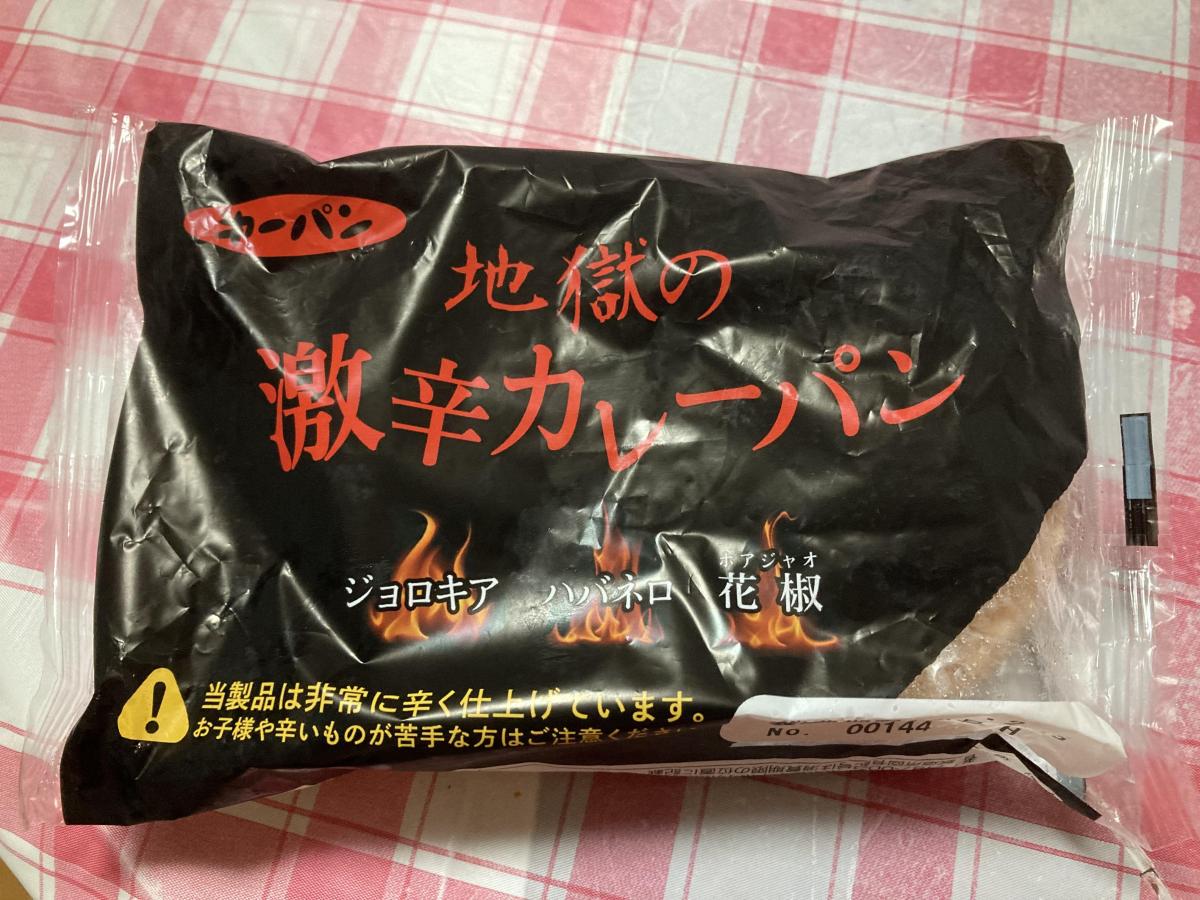 カーパン
地獄の
激辛カレーパン
ジョロキア ハバネロ 花椒
ホアジャオ
当製品は非常に辛く仕上げています。
お子様や辛いものが苦手な方はご注意くださ
No. 00144